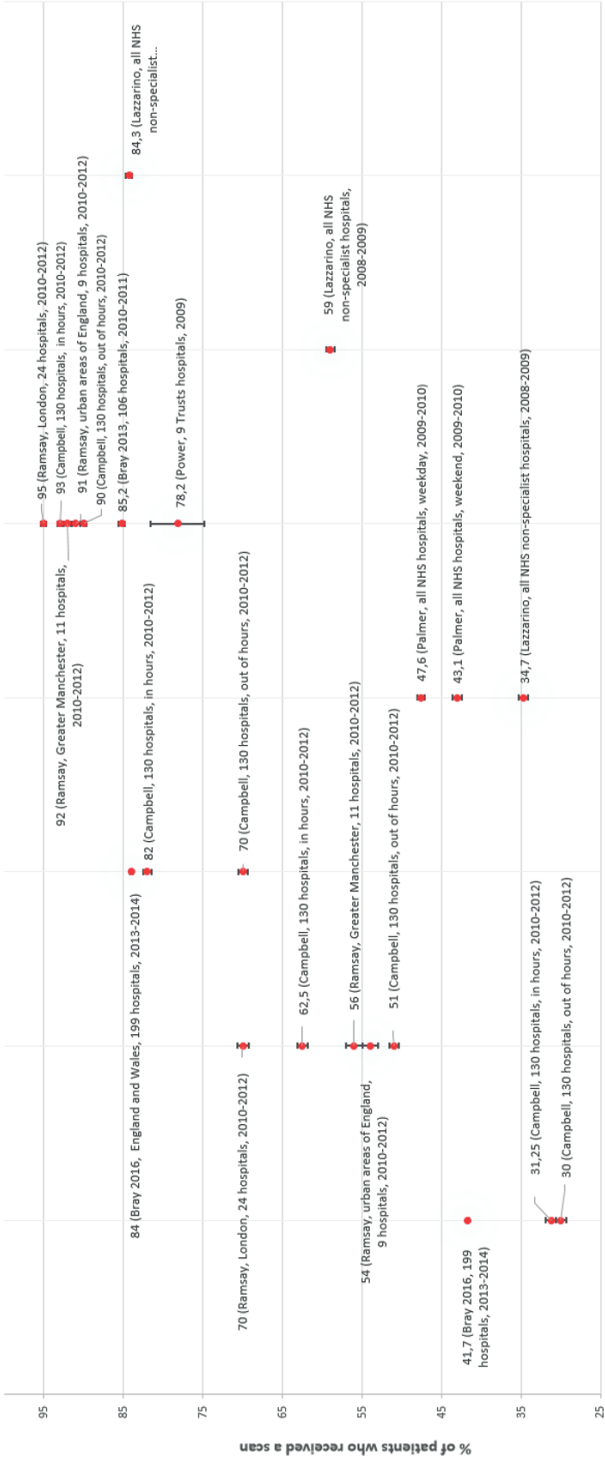 % of patients who received a scan
95
85
75
65
55
45
35
25
41,7 (Bray 2016, 199
hospitals, 2013-2014)
31,25 (Campbell, 130 hospitals, in hours, 2010-2012)
30 (Campbell, 130 hospitals, out of hours, 2010-2012)
70 (Ramsay, London, 24 hospitals, 2010-2012)
62,5 (Campbell, 130 hospitals, in hours, 2010-2012)
56 (Ramsay, Greater Manchester, 11 hospitals, 2010-2012)
54 (Ramsay, urban areas of England,
9 hospitals, 2010-2012)
51 (Campbell, 130 hospitals, out of hours, 2010-2012)
84 (Bray 2016, England and Wales, 199 hospitals, 2013-2014)
82 (Campbell, 130 hospitals, in hours, 2010-2012)
70 (Campbell, 130 hospitals, out of hours, 2010-2012)
47,6 (Palmer, all NHS hospitals, weekday, 2009-2010)
43,1 (Palmer, all NHS hospitals, weekend, 2009-2010)
34,7 (Lazzarino, all NHS non-specialist hospitals, 2008-2009)
95 (Ramsay, London, 24 hospitals, 2010-2012)
93 (Campbell, 130 hospitals, in hours, 2010-2012)
92 (Ramsay, Greater Manchester, 11 hospitals,
2010-2012)
91 (Ramsay, urban areas of England, 9 hospitals, 2010-2012)
90 (Campbell, 130 hospitals, out of hours, 2010-2012)
85,2 (Bray 2013, 106 hospitals, 2010-2011)
78,2 (Power, 9 Trusts hospitals, 2009)
59 (Lazzarino, all NHS
non-specialist hospitals,
2008-2009)
84,3 (Lazzarino, all NHS
non-specialist...